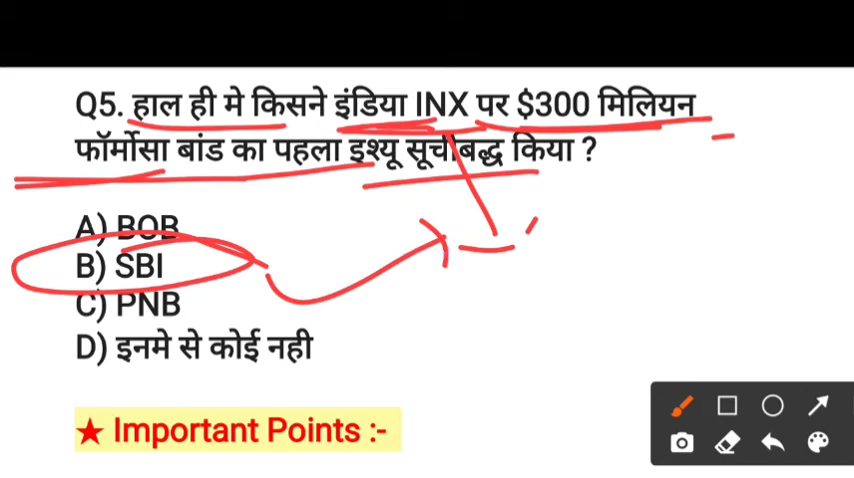 Q5. हाल ही मे किसने इंडिया INX पर $300 मिलियन
फॉर्मोसा बांड का पहला इश्यू सूचीबद्ध किया ?
A) BOB
B) SBI
C) PNB
D) इनमे से कोई नही
★ Important Points :-